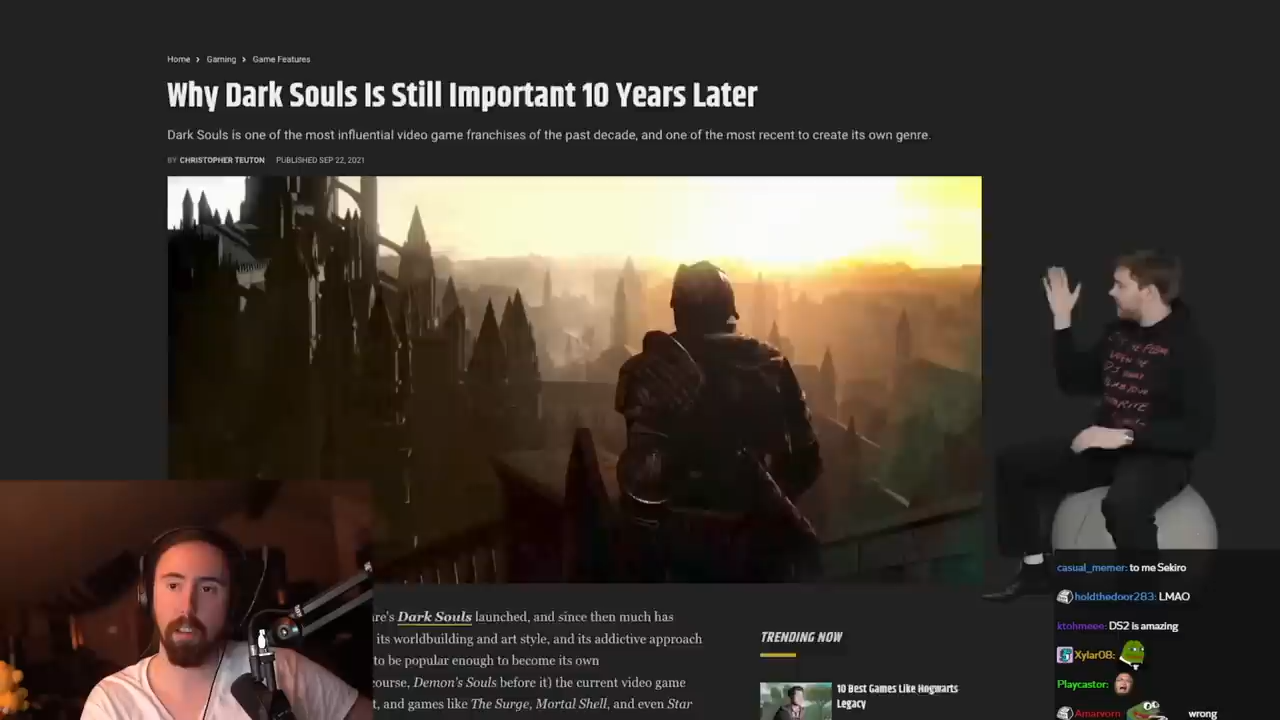 Home > Gaming > Game Features
Why Dark Souls Is Still Important 10 Years Later
Dark Souls is one of the most influential video game franchises of the past decade, and one of the most recent to create its own genre.
BY CHRISTOPHER TEUTON PUBLISHED SEP 22, 2021
re's Dark Souls launched, and since then much has
its worldbuilding and art style, and its addictive approach
to be popular enough to become its own
course, Demon's Souls before it) the current video game
t, and games like The Surge, Mortal Shell, and even Star
TRENDING NOW
10 Best Games Like Hogwarts
Legacy
casual_memer: to me Sekiro
holdthedoor283: LMAO
ktohmeee: DS2 is amazing
Xylar08:
Playcastor:
Amarvorn wrong